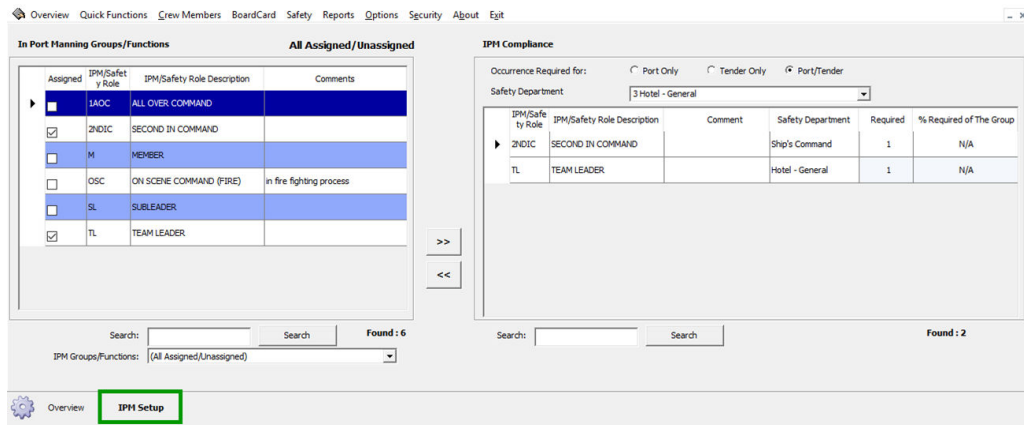 Overview Quick Functions Crew Members BoardCard Safety Reports Options Security About Exit
In Port Manning Groups/Functions All Assigned/Unassigned
Assigned IPM/Safet y Role IPM/Safety Role Description Comments
1AOC ALL OVER COMMAND
2NDIC SECOND IN COMMAND
M MEMBER
OSC ON SCENE COMMAND (FIRE) in fire fighting process
SL SUBLEADER
TL TEAM LEADER
Search: Search Found : 6
IPM Groups/Functions: (All Assigned/Unassigned)
>>
<<
IPM Compliance
Occurrence Required for: Port Only Tender Only Port/Tender
Safety Department 3 Hotel - General
IPM/Safe ty Role IPM/Safety Role Description Comment Safety Department Required % Required of The Group
2NDIC SECOND IN COMMAND Ship's Command 1 N/A
TL TEAM LEADER Hotel - General 1 N/A
Search: Search Found : 2
Overview IPM Setup